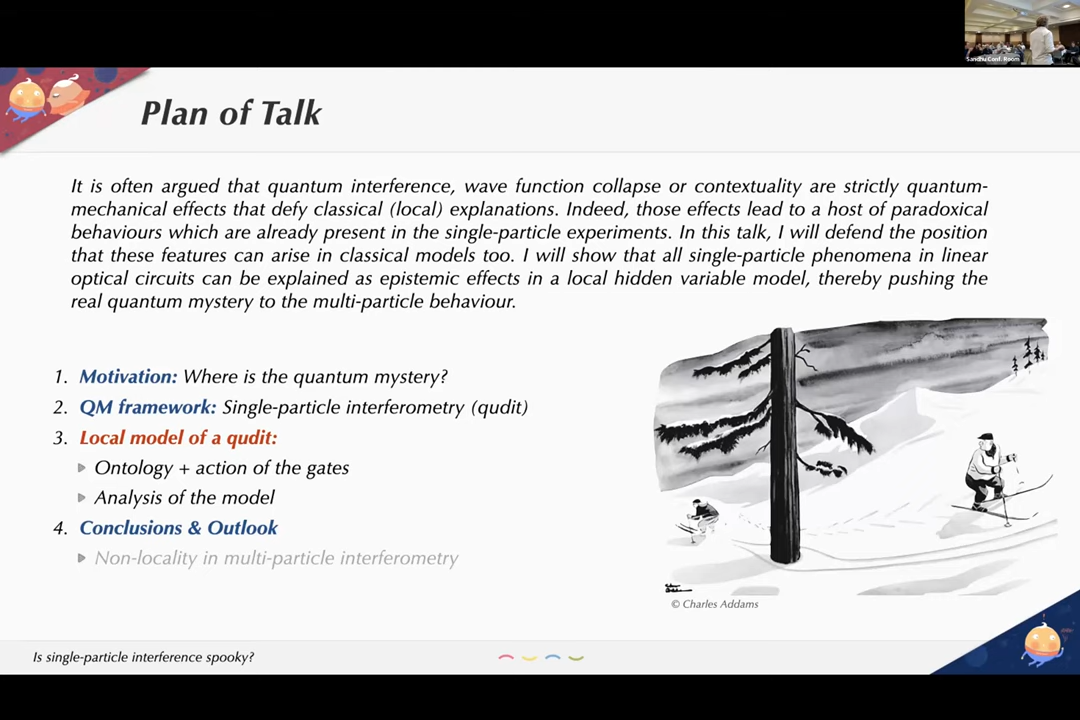 Sandhu Conf. Room
Plan of Talk
It is often argued that quantum interference, wave function collapse or contextuality are strictly quantum-
mechanical effects that defy classical (local) explanations. Indeed, those effects lead to a host of paradoxical
behaviours which are already present in the single-particle experiments. In this talk, I will defend the position
that these features can arise in classical models too. I will show that all single-particle phenomena in linear
optical circuits can be explained as epistemic effects in a local hidden variable model, thereby pushing the
real quantum mystery to the multi-particle behaviour.
1. Motivation: Where is the quantum mystery?
2. QM framework: Single-particle interferometry (qudit)
3. Local model of a qudit:
Ontology + action of the gates
Analysis of the model
4. Conclusions & Outlook
Non-locality in multi-particle interferometry
© Charles Addams
Is single-particle interference spooky?